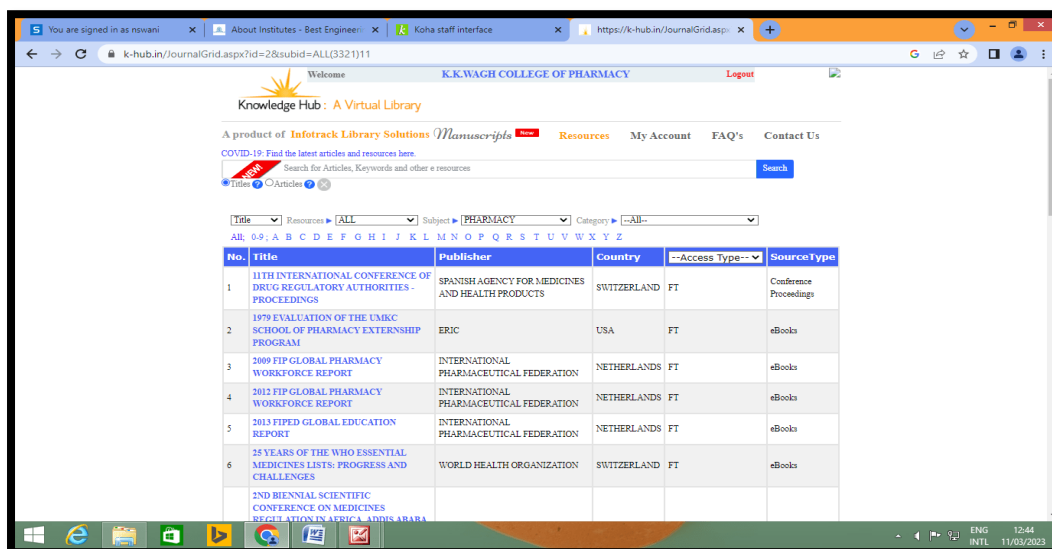 You are signed in as nswani
About Institutes - Best Engineeri
Koha staff interface
https://k-hub.in/JournalGrid.asp
k-hub.in/JournalGrid.aspx?id=2&subid=ALL(3321)11
Welcome K.K.WAGH COLLEGE OF PHARMACY Logout
Knowledge Hub : A Virtual Library
A product of Infotrack Library Solutions Manuscripts New Resources My Account FAQ's Contact Us
COVID-19: Find the latest articles and resources here.
NEW! Search for Articles, Keywords and other e resources Search
Titles ? Articles ?
Title Resources ALL Subject PHARMACY Category --All--
All; 0-9; A B C D E F G H I J K L M N O P Q R S T U V W X Y Z
No. Title Publisher Country --Access Type-- SourceType
1 11TH INTERNATIONAL CONFERENCE OF DRUG REGULATORY AUTHORITIES - PROCEEDINGS SPANISH AGENCY FOR MEDICINES AND HEALTH PRODUCTS SWITZERLAND FT Conference Proceedings
2 1979 EVALUATION OF THE UMKC SCHOOL OF PHARMACY EXTERNSHIP PROGRAM ERIC USA FT eBooks
3 2009 FIP GLOBAL PHARMACY WORKFORCE REPORT INTERNATIONAL PHARMACEUTICAL FEDERATION NETHERLANDS FT eBooks
4 2012 FIP GLOBAL PHARMACY WORKFORCE REPORT INTERNATIONAL PHARMACEUTICAL FEDERATION NETHERLANDS FT eBooks
5 2013 FIPED GLOBAL EDUCATION REPORT INTERNATIONAL PHARMACEUTICAL FEDERATION NETHERLANDS FT eBooks
6 25 YEARS OF THE WHO ESSENTIAL MEDICINES LISTS: PROGRESS AND CHALLENGES WORLD HEALTH ORGANIZATION SWITZERLAND FT eBooks
2ND BIENNIAL SCIENTIFIC
CONFERENCE ON MEDICINES
REGULATION IN AFRICA, ADDIS ABABA
ENG 12:44
INTL 11/03/2023